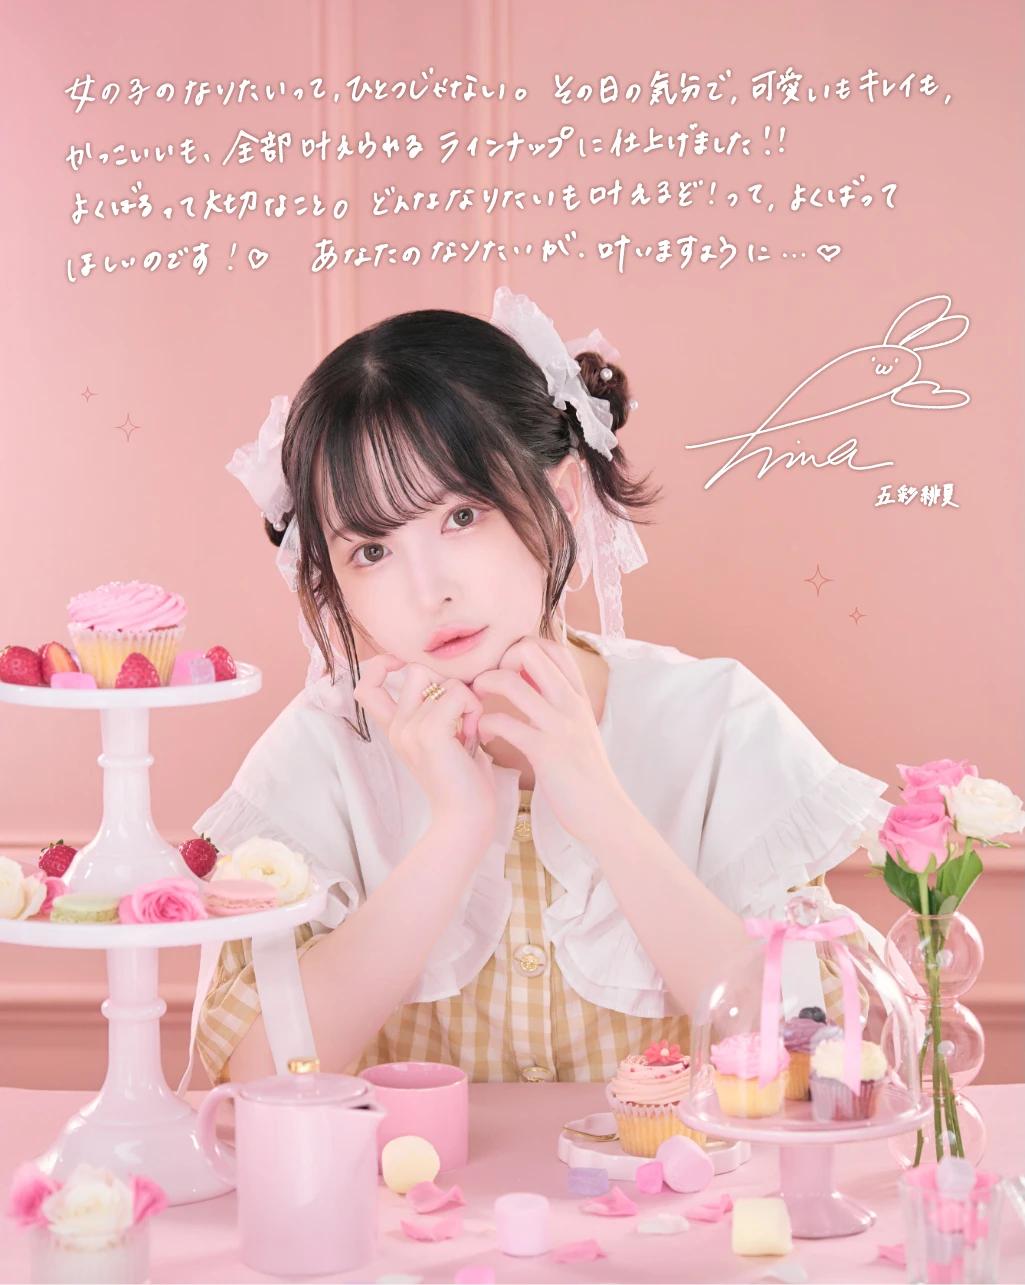 女の子のなりたいって、ひとつじゃない。 その日の気分で、可愛いもキレイも、
かっこいいも、全部叶えられる ラインナップに仕上げました!!
よくばるって大切なこと。 どんななりたいも叶えるぞ!って、よくばって
ほしいのです!♡ あなたのなりたいが、叶いますように…♡
'ω'
hina
五彩緋夏